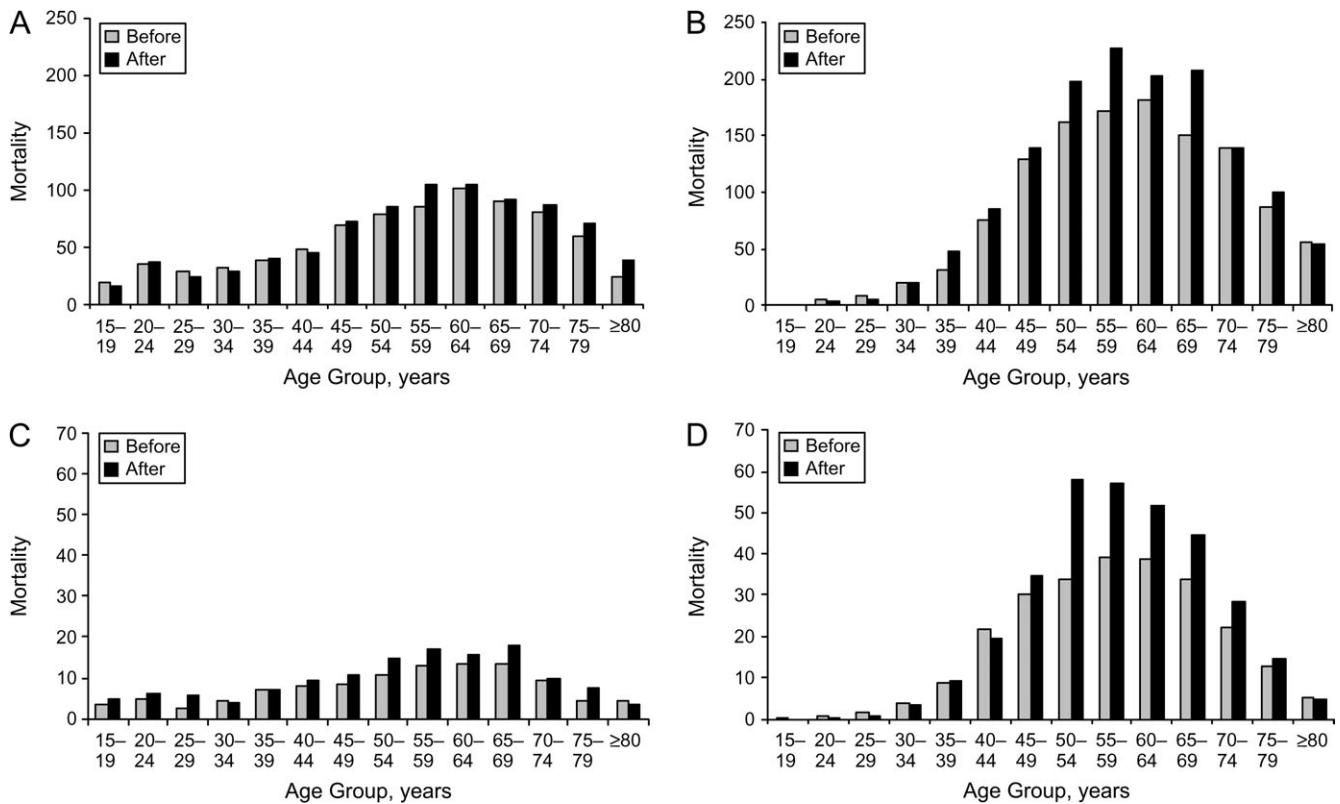 A
Before
After
250
200
150
100
50
0
Mortality
15– 20– 25– 30– 35– 40– 45– 50– 55– 60– 65– 70– 75– ≥80
19 24 29 34 39 44 49 54 59 64 69 74 79
Age Group, years
B
Before
After
250
200
150
100
50
0
Mortality
15– 20– 25– 30– 35– 40– 45– 50– 55– 60– 65– 70– 75– ≥80
19 24 29 34 39 44 49 54 59 64 69 74 79
Age Group, years
C
Before
After
70
60
50
40
30
20
10
0
Mortality
15– 20– 25– 30– 35– 40– 45– 50– 55– 60– 65– 70– 75– ≥80
19 24 29 34 39 44 49 54 59 64 69 74 79
Age Group, years
D
Before
After
70
60
50
40
30
20
10
0
Mortality
15– 20– 25– 30– 35– 40– 45– 50– 55– 60– 65– 70– 75– ≥80
19 24 29 34 39 44 49 54 59 64 69 74 79
Age Group, years